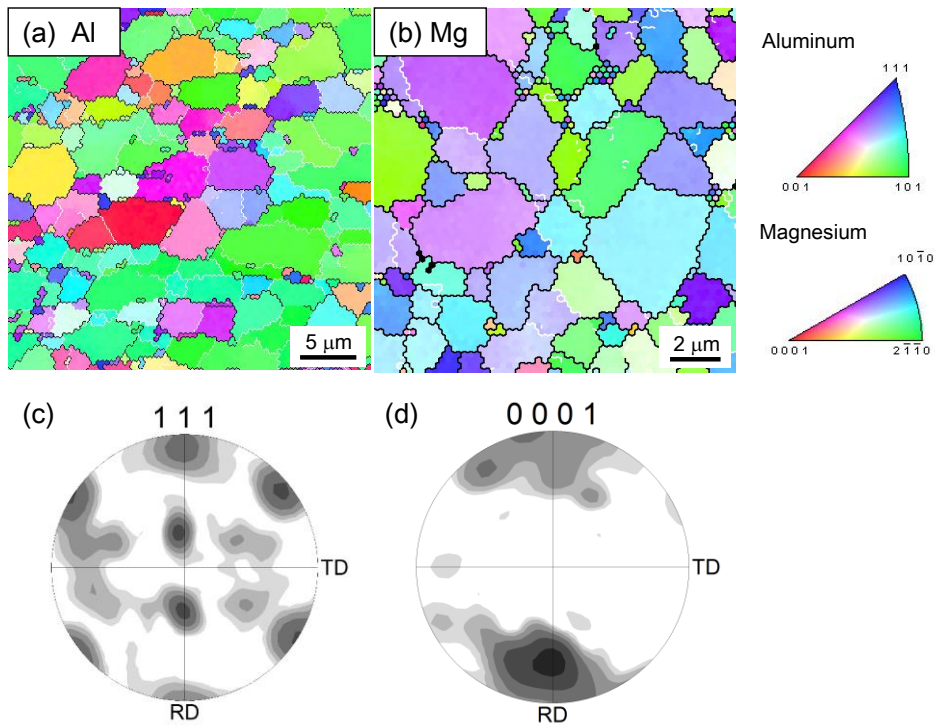 (a) Al
(b) Mg
Aluminum
1 1 1
0 0 1
1 0 1
Magnesium
1 0 1̄ 0
0 0 0 1
2 1̄ 1̄ 0
5 μm
2 μm
(c)
1 1 1
(d)
0 0 0 1
TD
TD
RD
RD